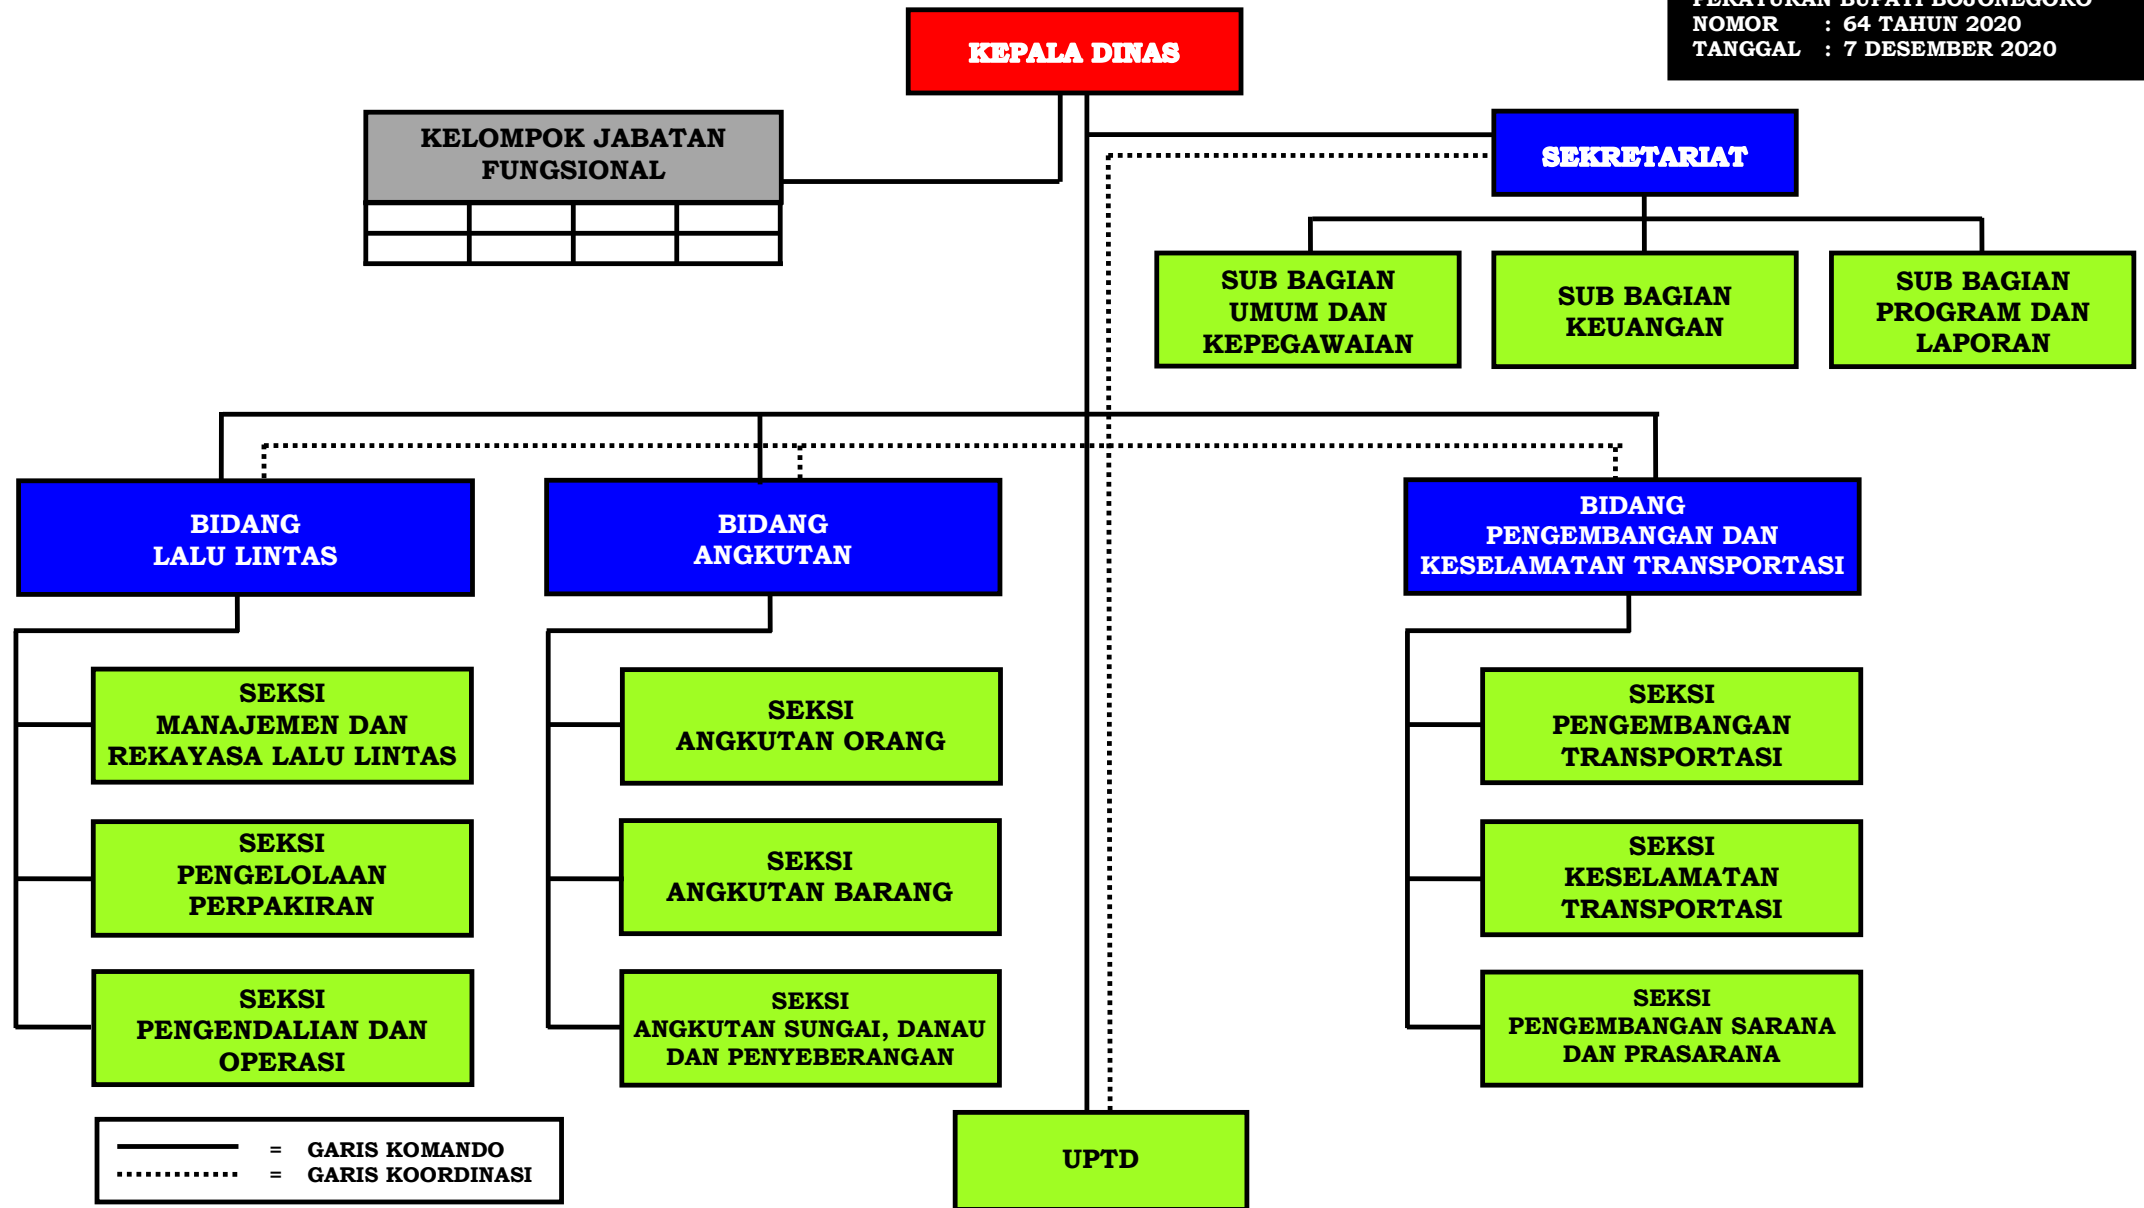 PERATURAN BUPATI BOJONEGORO
NOMOR : 64 TAHUN 2020
TANGGAL : 7 DESEMBER 2020
KEPALA DINAS
KELOMPOK JABATAN
FUNGSIONAL
SEKRETARIAT
SUB BAGIAN
UMUM DAN
KEPEGAWAIAN
SUB BAGIAN
KEUANGAN
SUB BAGIAN
PROGRAM DAN
LAPORAN
BIDANG
LALU LINTAS
BIDANG
ANGKUTAN
BIDANG
PENGEMBANGAN DAN
KESELAMATAN TRANSPORTASI
SEKSI
MANAJEMEN DAN
REKAYASA LALU LINTAS
SEKSI
ANGKUTAN ORANG
SEKSI
PENGEMBANGAN
TRANSPORTASI
SEKSI
PENGELOLAAN
PERPAKIRAN
SEKSI
ANGKUTAN BARANG
SEKSI
KESELAMATAN
TRANSPORTASI
SEKSI
PENGENDALIAN DAN
OPERASI
SEKSI
ANGKUTAN SUNGAI, DANAU
DAN PENYEBERANGAN
SEKSI
PENGEMBANGAN SARANA
DAN PRASARANA
UPTD
= GARIS KOMANDO
= GARIS KOORDINASI